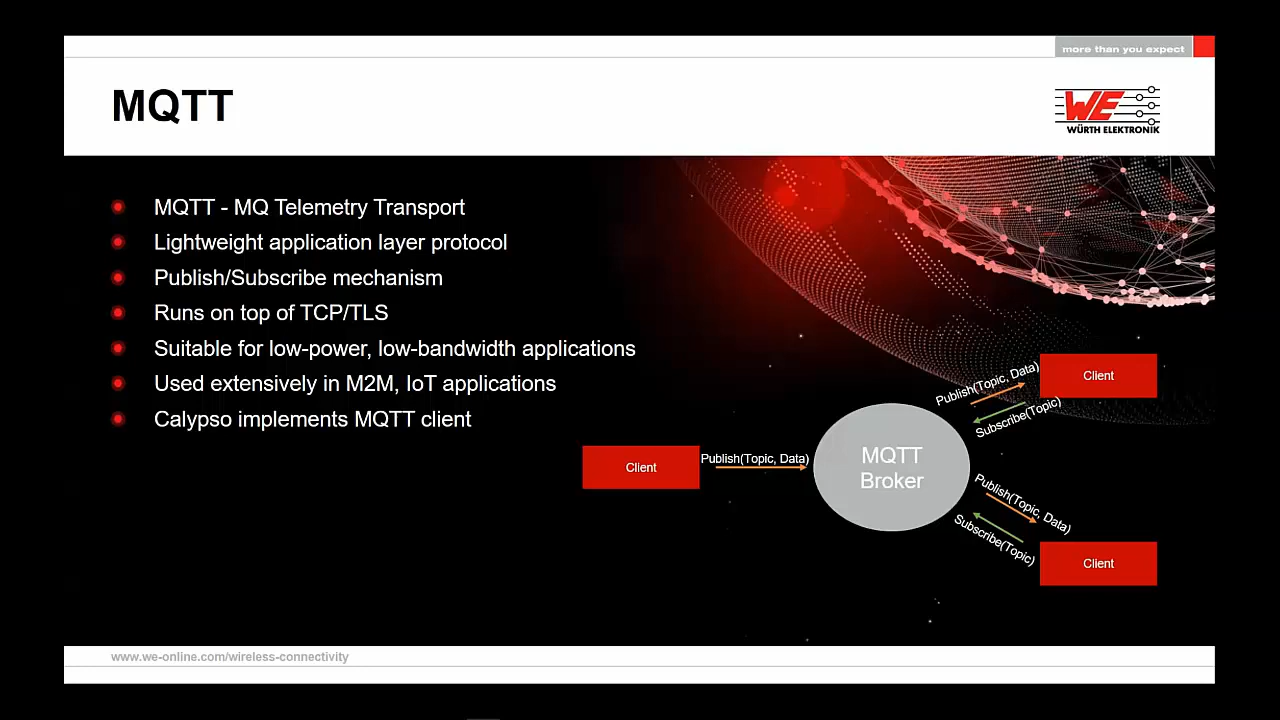 more than you expect
MQTT
WE
WÜRTH ELEKTRONIK
MQTT - MQ Telemetry Transport
Lightweight application layer protocol
Publish/Subscribe mechanism
Runs on top of TCP/TLS
Suitable for low-power, low-bandwidth applications
Used extensively in M2M, IoT applications
Calypso implements MQTT client
Client
Publish(Topic, Data)
MQTT
Broker
Publish(Topic, Data)
Subscribe(Topic)
Client
Publish(Topic, Data)
Subscribe(Topic)
Client
www.we-online.com/wireless-connectivity